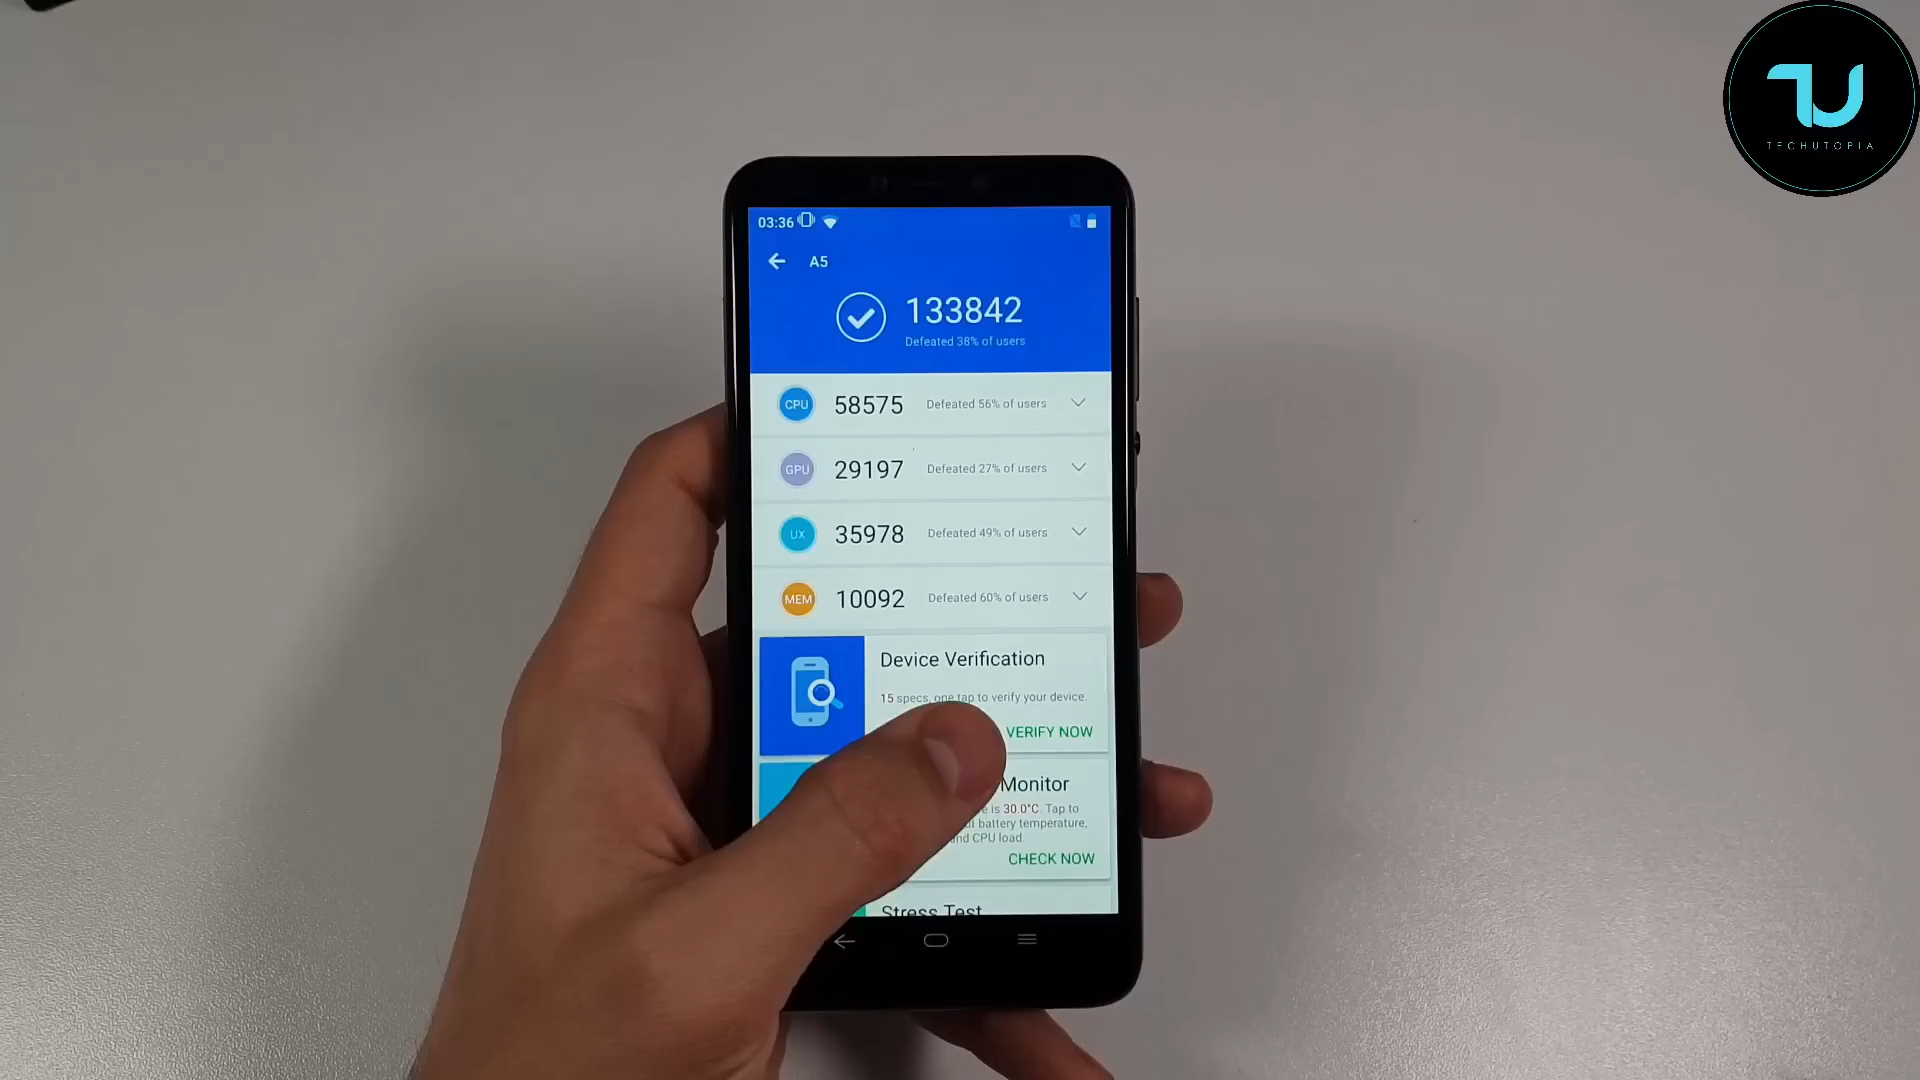 TU
TECHUTOPIA
03:36
A5
133842
Defeated 38% of users
CPU 58575 Defeated 56% of users
GPU 29197 Defeated 27% of users
UX 35978 Defeated 49% of users
MEM 10092 Defeated 60% of users
Device Verification
15 specs, one tap to verify your device.
VERIFY NOW
Monitor
is 30.0°C. Tap to
battery temperature,
and CPU load
CHECK NOW
Stress Test